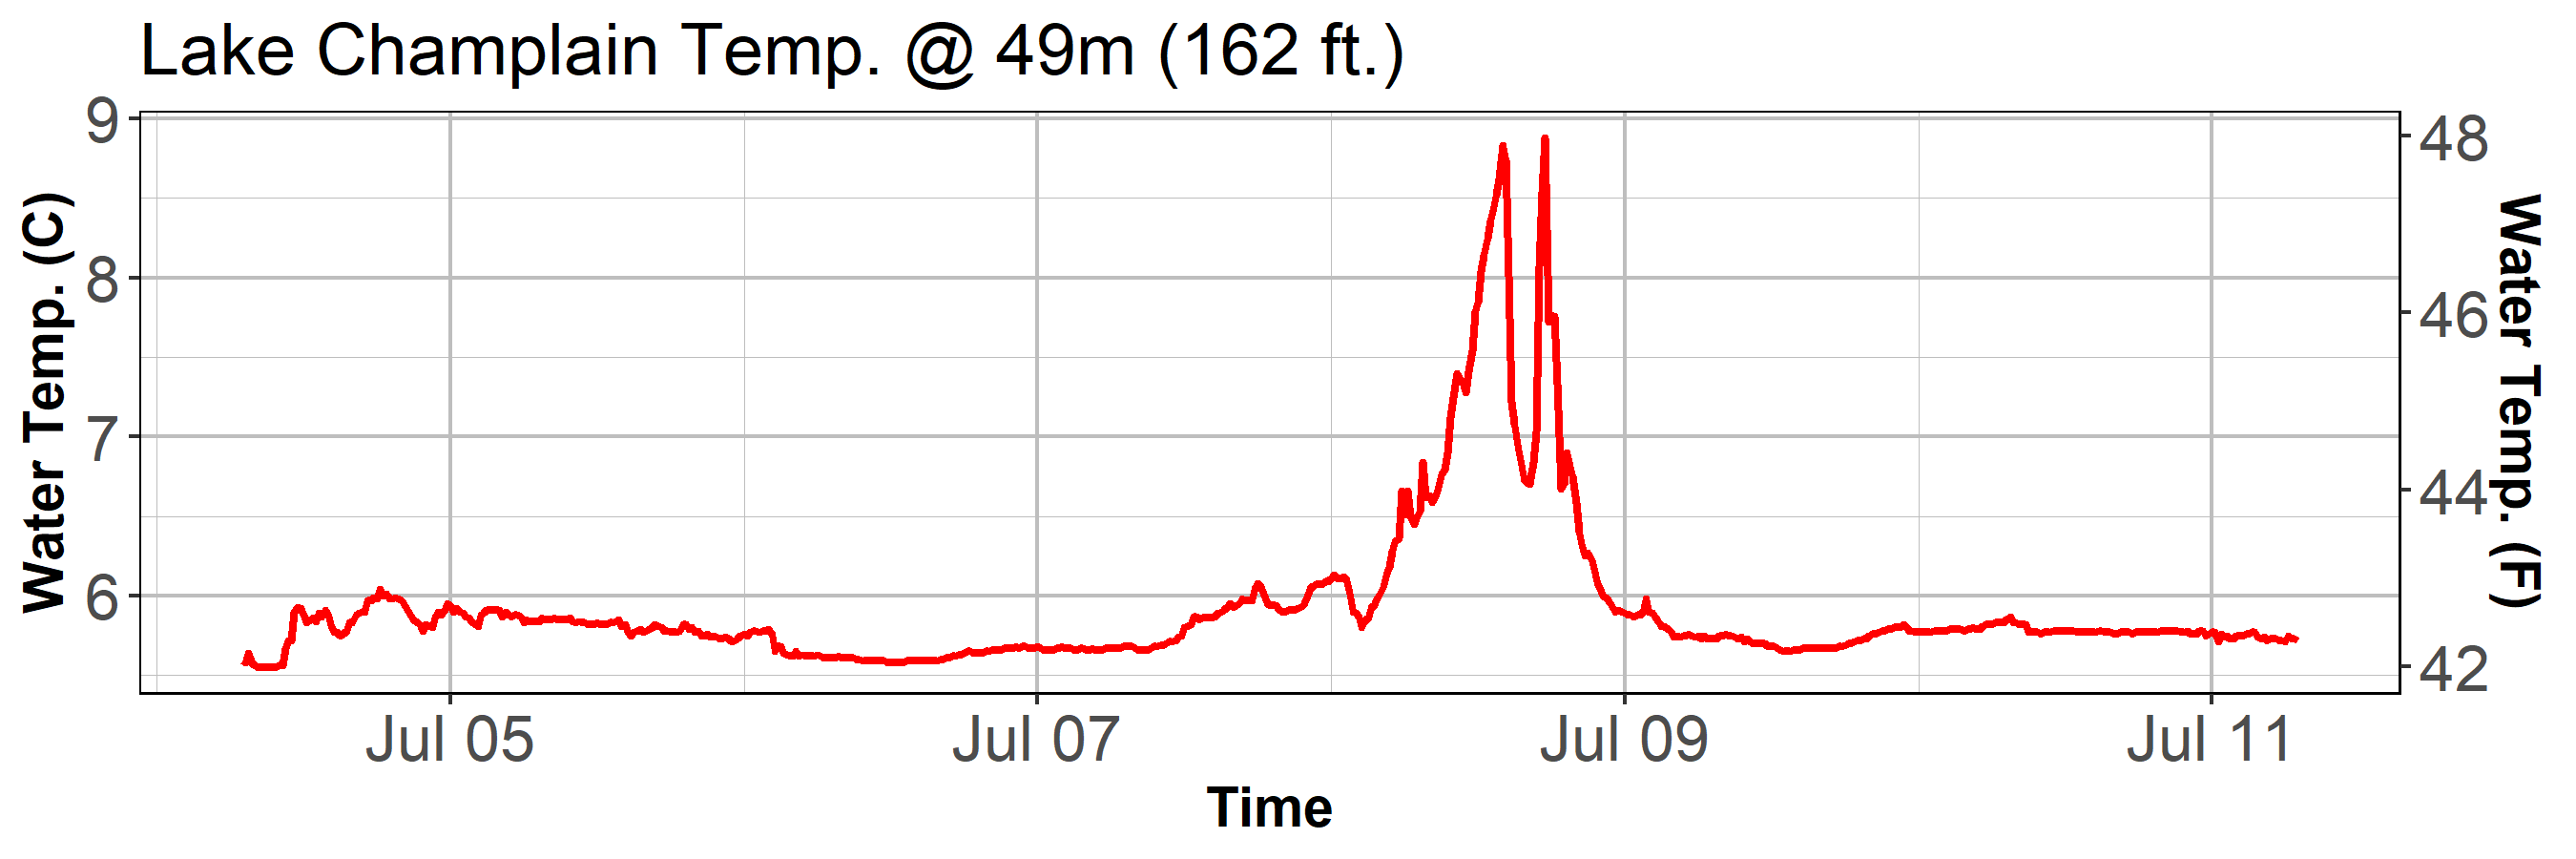 Lake Champlain Temp. @ 49m (162 ft.)
Water Temp. (C)
9
8
7
6
48
46
44
42
Water Temp. (F)
Jul 05
Jul 07
Jul 09
Jul 11
Time